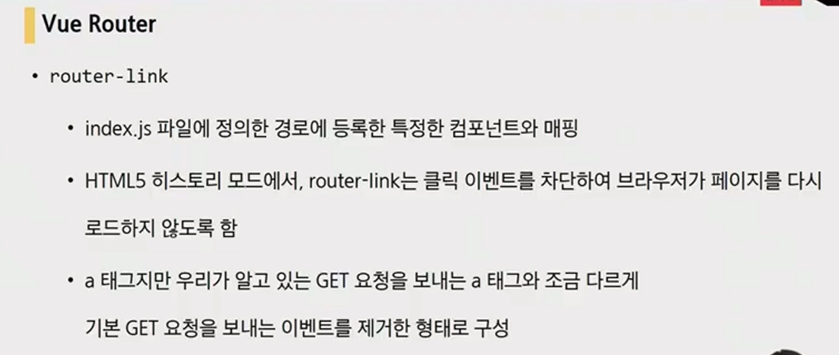 Vue Router
• router-link
• index.js 파일에 정의한 경로에 등록한 특정한 컴포넌트와 매핑
• HTML5 히스토리 모드에서, router-link는 클릭 이벤트를 차단하여 브라우저가 페이지를 다시
로드하지 않도록 함
• a 태그지만 우리가 알고 있는 GET 요청을 보내는 a 태그와 조금 다르게
기본 GET 요청을 보내는 이벤트를 제거한 형태로 구성